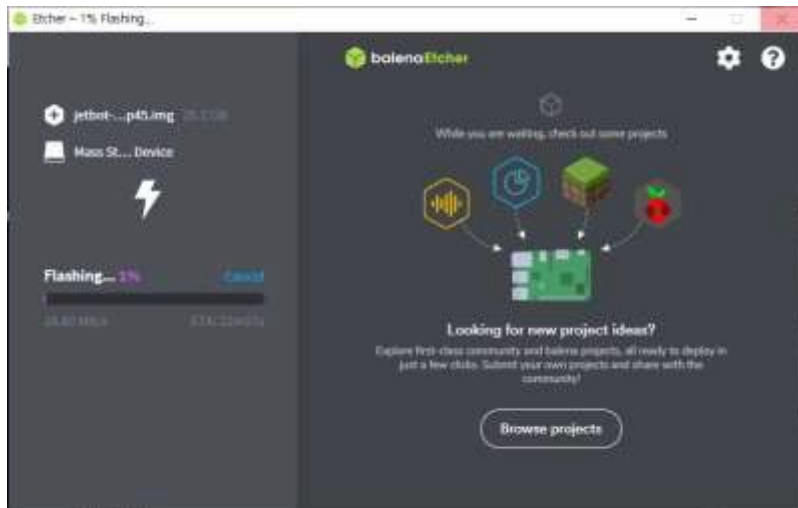 Etcher – 1% Flashing...
balenaEtcher
jetbot-...p45.img
Mass St... Device
Flashing... 1%
Cancel
While you are waiting, check out some projects
Looking for new project ideas?
Explore first-class community and balena projects, all ready to deploy in
just a few clicks. Submit your own projects and share with the
community!
Browse projects